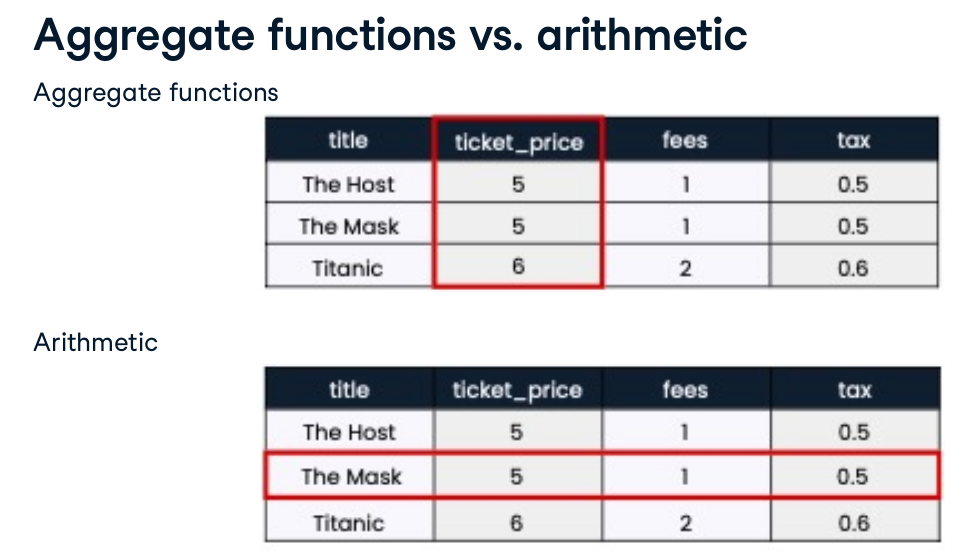 Aggregate functions vs. arithmetic
Aggregate functions
title ticket_price fees tax
The Host 5 1 0.5
The Mask 5 1 0.5
Titanic 6 2 0.6
Arithmetic
title ticket_price fees tax
The Host 5 1 0.5
The Mask 5 1 0.5
Titanic 6 2 0.6